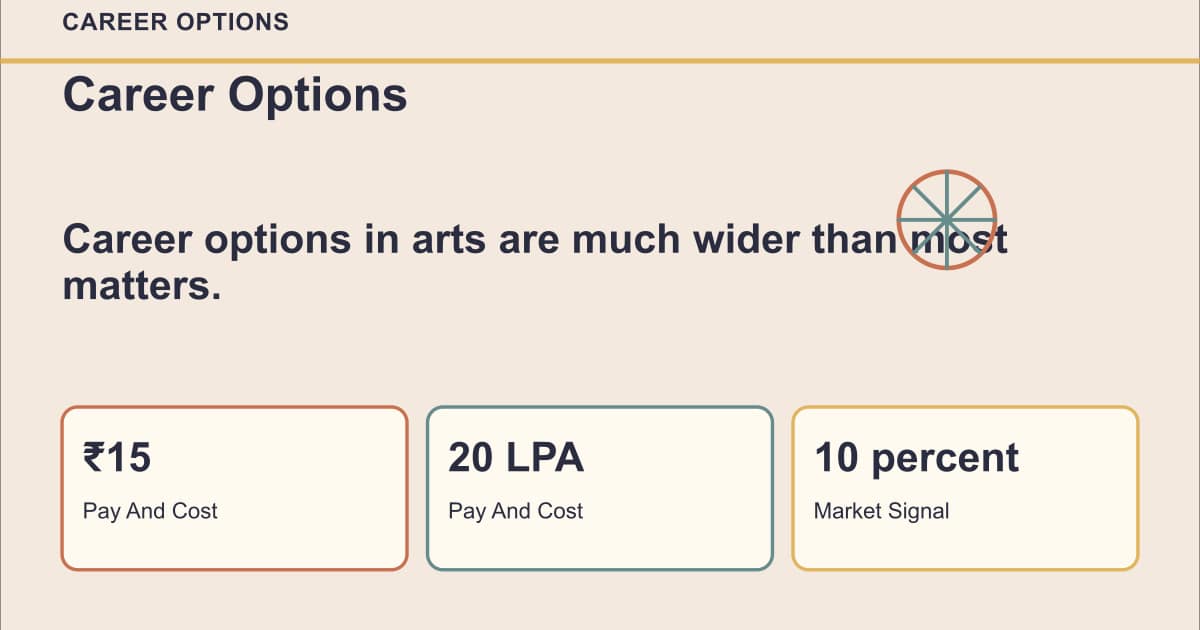 CAREER OPTIONS
Career Options
Career options in arts are much wider than most
matters.
₹15
Pay And Cost
20 LPA
Pay And Cost
10 percent
Market Signal